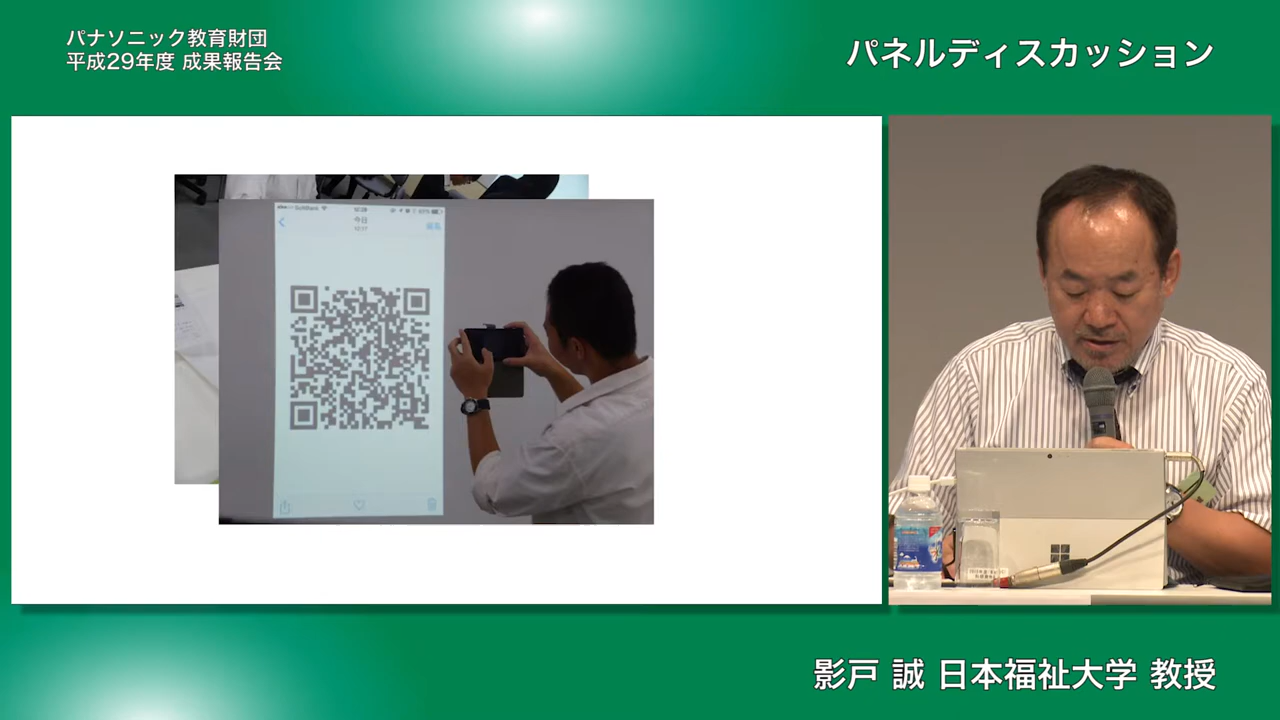 パナソニック教育財団
平成29年度 成果報告会
パネルディスカッション
SoftBank
今日
影戸 誠 日本福祉大学 教授